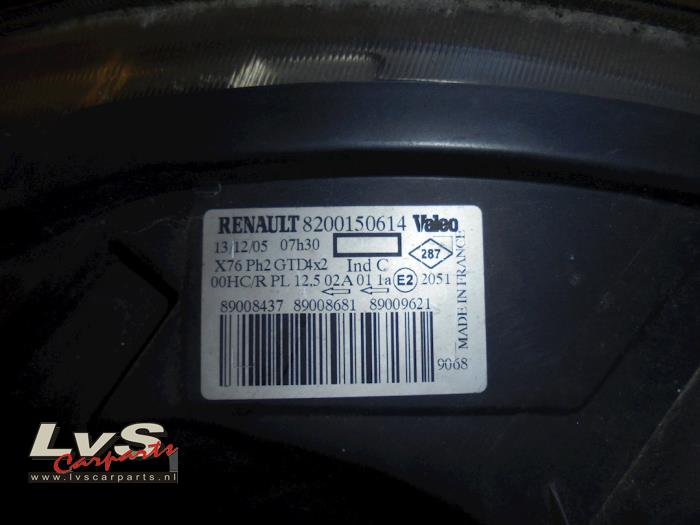 RENAULT 8200150614 Valeo
13/12/05 07h30
287
X76 Ph2 GTD4x2 Ind C
00HC/R PL 12.5 02A 01 1a E2 2051
MADE IN FRANCE
89008437 89008681 89009621
9068
LvS
Carparts
www.lvscarparts.nl